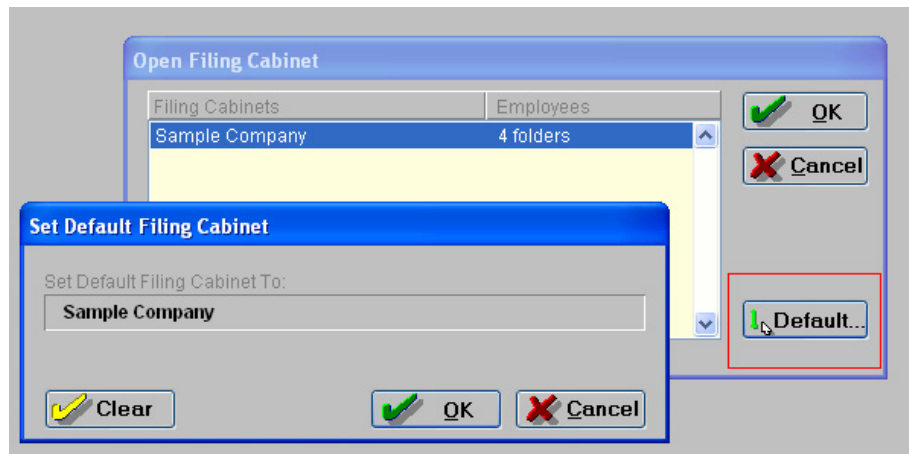 Open Filing Cabinet
Filing Cabinets Employees
Sample Company 4 folders
OK
Cancel
Default...
Set Default Filing Cabinet
Set Default Filing Cabinet To:
Sample Company
Clear OK Cancel